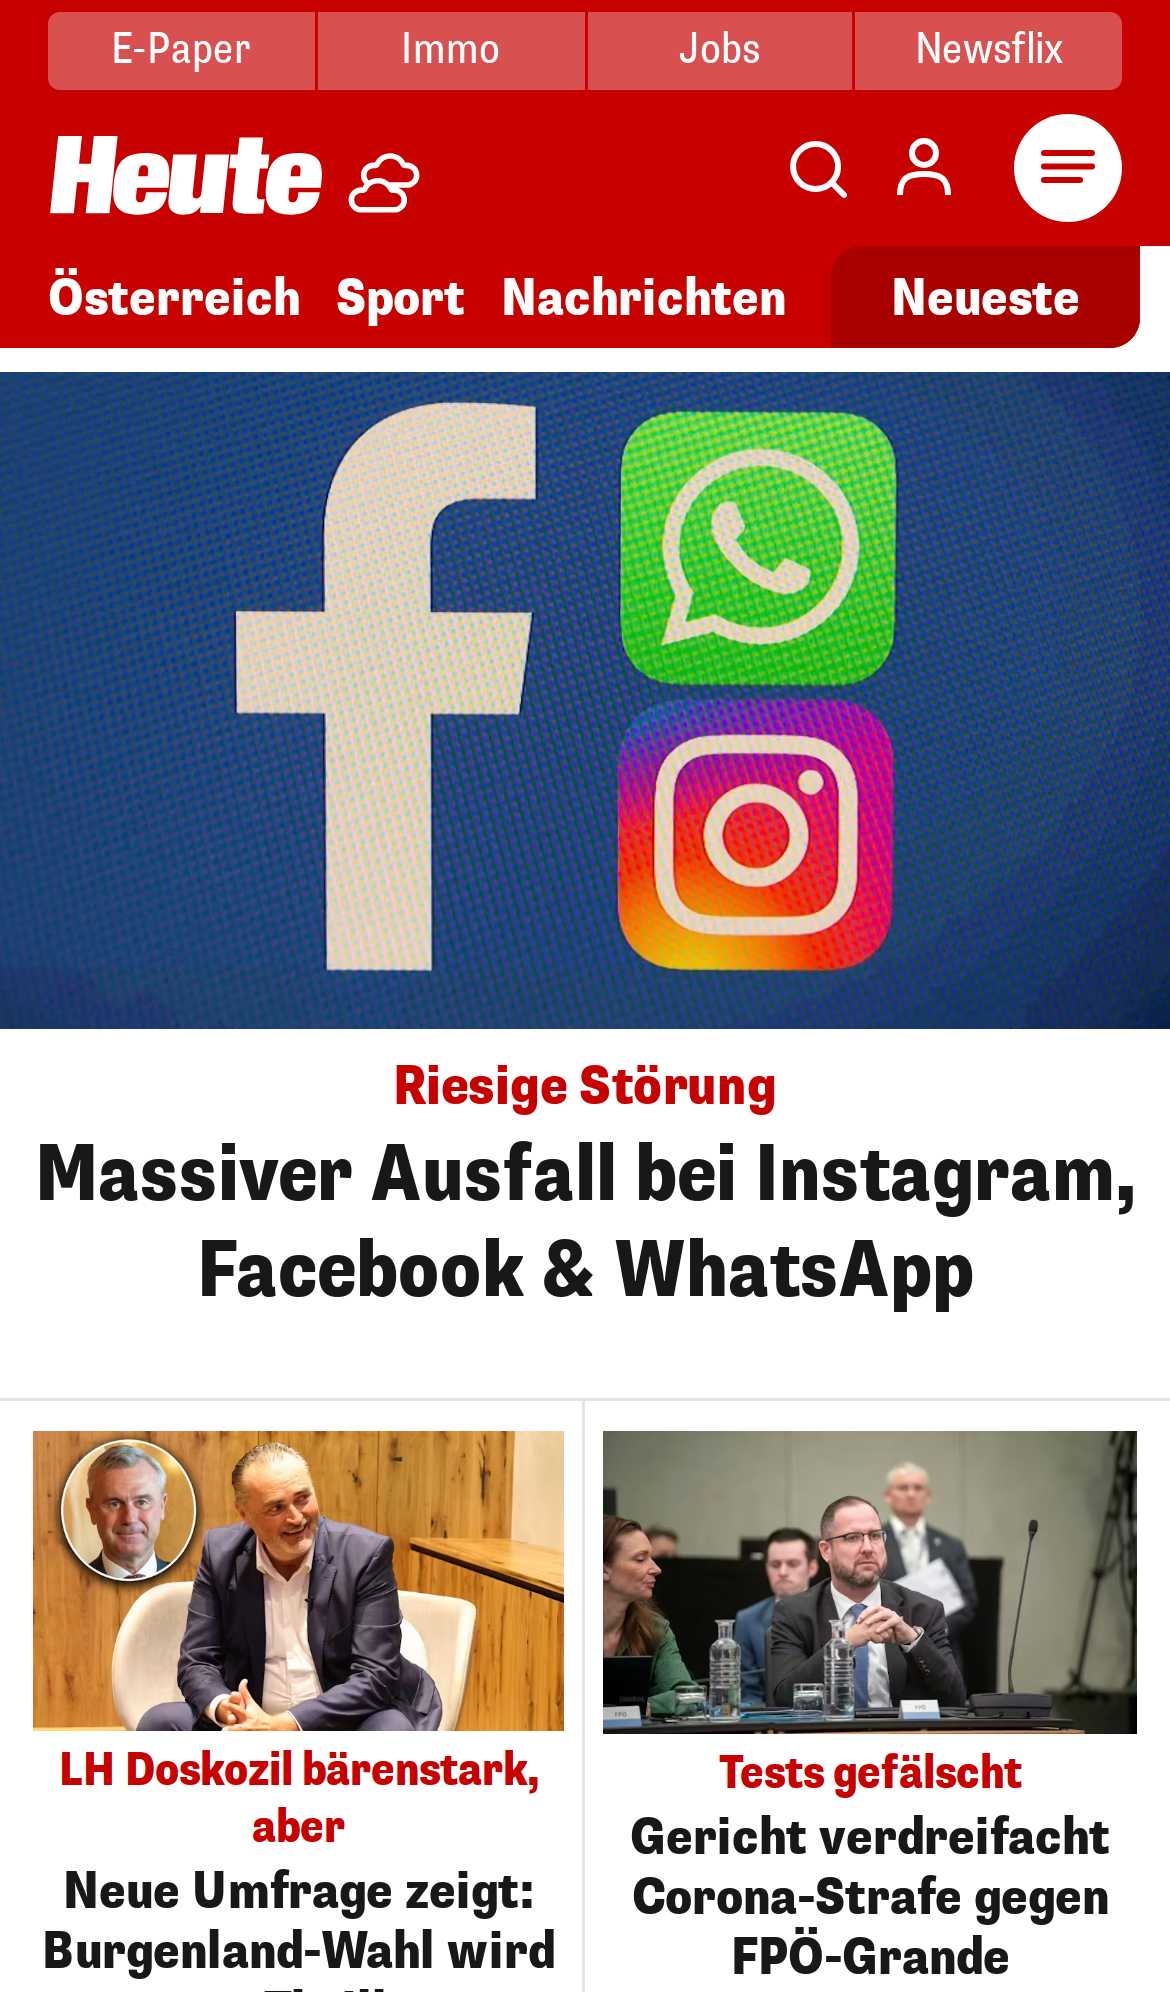 E-Paper Immo Jobs Newsflix
Heute
Österreich Sport Nachrichten Neueste
Riesige Störung
Massiver Ausfall bei Instagram,
Facebook & WhatsApp
LH Doskozil bärenstark,
aber
Neue Umfrage zeigt:
Burgenland-Wahl wird
Tests gefälscht
Gericht verdreifacht
Corona-Strafe gegen
FPÖ-Grande